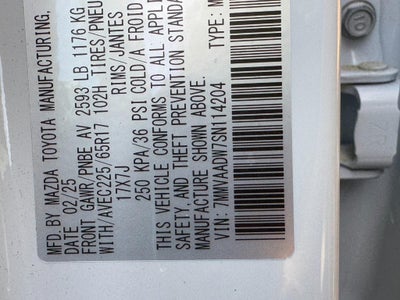 MFD. BY MAZDA TOYOTA MANUFACTURING,
DATE 02/25
FRONT GAWR/PNBE AV 2593 LB 1176 KG
WITH/AVEC225/65R17 102H TIRES/PNEU
17X7J RIMS/JANTES
250 KPA/36 PSI COLD/A FROID
THIS VEHICLE CONFORMS TO ALL APPLI
SAFETY, AND THEFT PREVENTION STANDA
MANUFACTURE SHOWN ABOVE.
VIN: 7MMVAADW7SN114204 TYPE: M